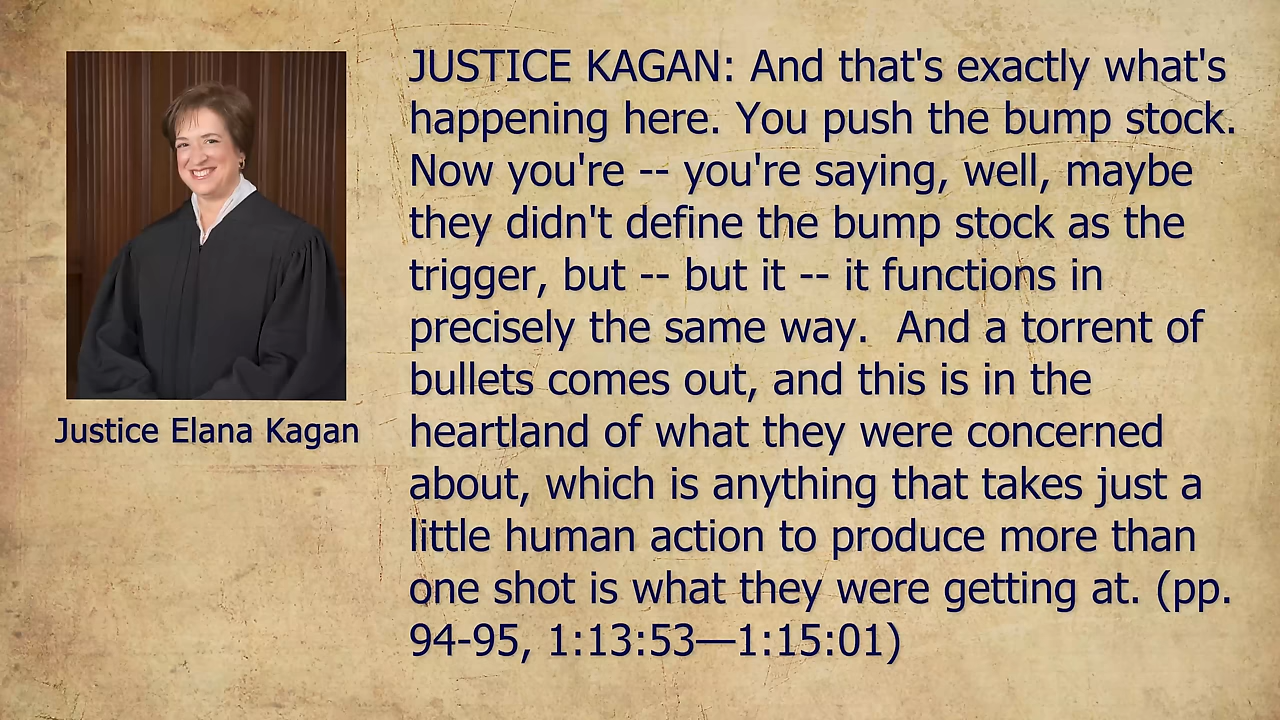 JUSTICE KAGAN: And that's exactly what's
happening here. You push the bump stock.
Now you're -- you're saying, well, maybe
they didn't define the bump stock as the
trigger, but -- but it -- it functions in
precisely the same way.  And a torrent of
bullets comes out, and this is in the
heartland of what they were concerned
about, which is anything that takes just a
little human action to produce more than
one shot is what they were getting at. (pp.
94-95, 1:13:53—1:15:01)
Justice Elana Kagan